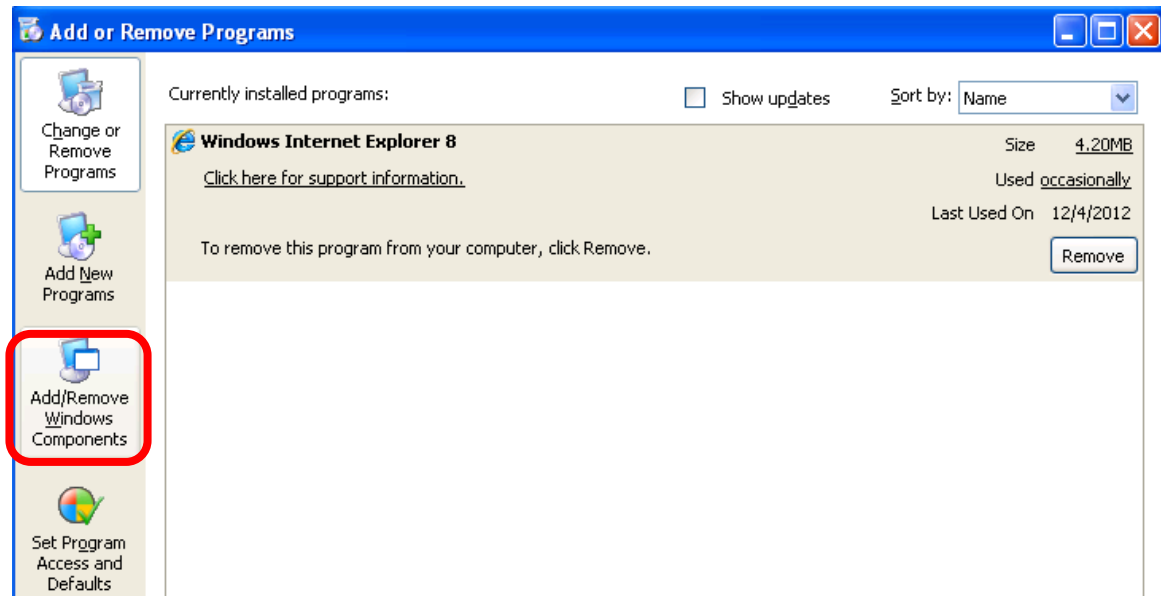 Add or Remove Programs
Change or
Remove
Programs
Add New
Programs
Add/Remove
Windows
Components
Set Program
Access and
Defaults
Currently installed programs:
Show updates
Sort by: Name
Windows Internet Explorer 8
Size 4.20MB
Click here for support information.
Used occasionally
Last Used On 12/4/2012
To remove this program from your computer, click Remove.
Remove